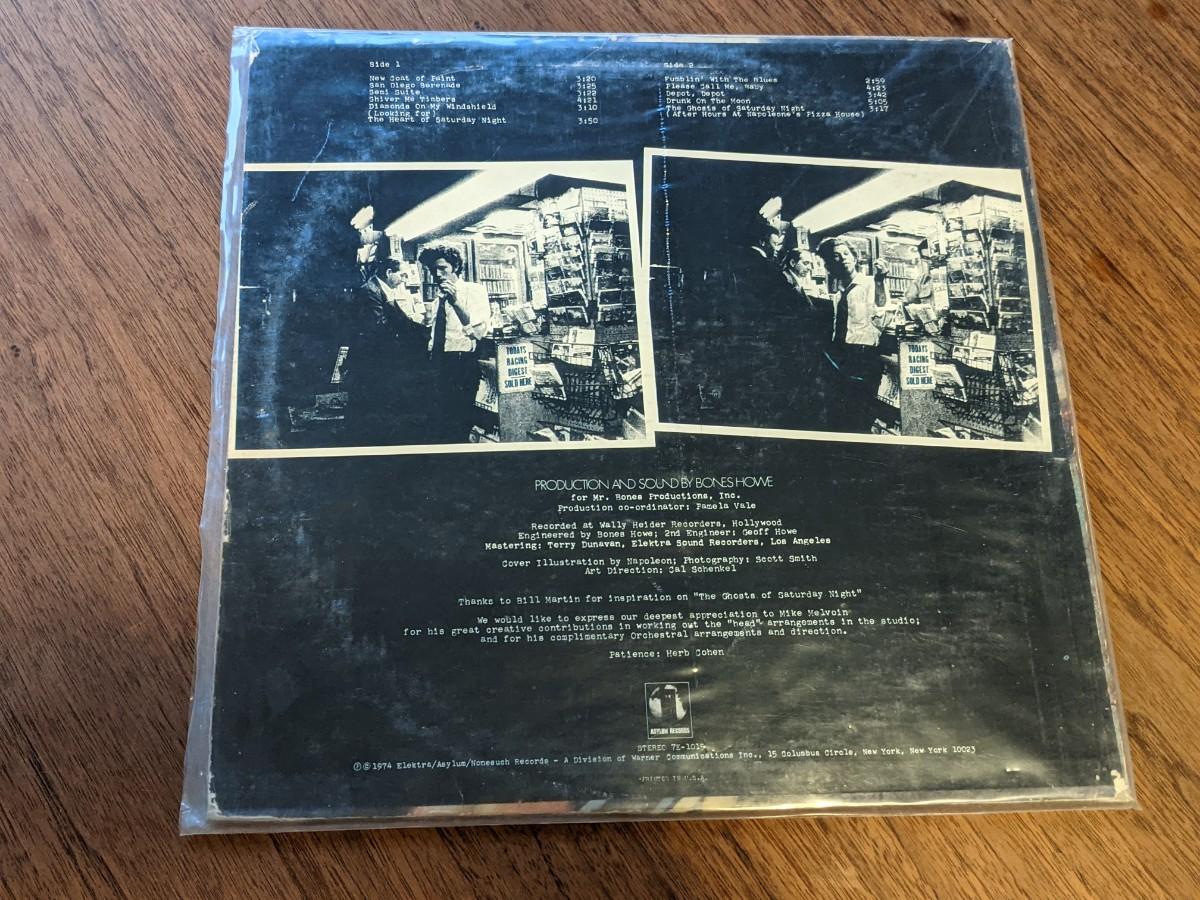 Side 1
New Coat of Paint 3:20
San Diego Serenade 3:25
Semi Suite 3:22
Shiver Me Timbers 4:21
Diamonds On My Windshield 3:10
(Looking for)
The Heart of Saturday Night 3:50
Side 2
Fumblin' With The Blues 2:59
Please Call Me, Baby 4:23
Depot, Depot 3:42
Drunk On The Moon 5:05
The Ghosts of Saturday Night 3:17
(After Hours At Napoleone's Pizza House)
TODAYS
RACING
DIGEST
SOLD HERE
TODAYS
RACING
DIGEST
SOLD HERE
PRODUCTION AND SOUND BY BONES HOWE
for Mr. Bones Productions, Inc.
Production co-ordinator: Pamela Vale
Recorded at Wally Heider Recorders, Hollywood
Engineered by Bones Howe; 2nd Engineer: Geoff Howe
Mastering: Terry Dunavan, Elektra Sound Recorders, Los Angeles
Cover Illustration by Napoleon; Photography: Scott Smith
Art Direction: Cal Schenkel
Thanks to Bill Martin for inspiration on "The Ghosts of Saturday Night"
We would like to express our deepest appreciation to Mike Melvoin
for his great creative contributions in working out the "head" arrangements in the studio;
and for his complimentary Orchestral arrangements and direction.
Patience: Herb Cohen
ASYLUM RECORDS
STEREO 7E-1015
℗©1974 Elektra/Asylum/Nonesuch Records - A Division of Warner Communications Inc., 15 Columbus Circle, New York, New York 10023
PRINTED IN U.S.A.